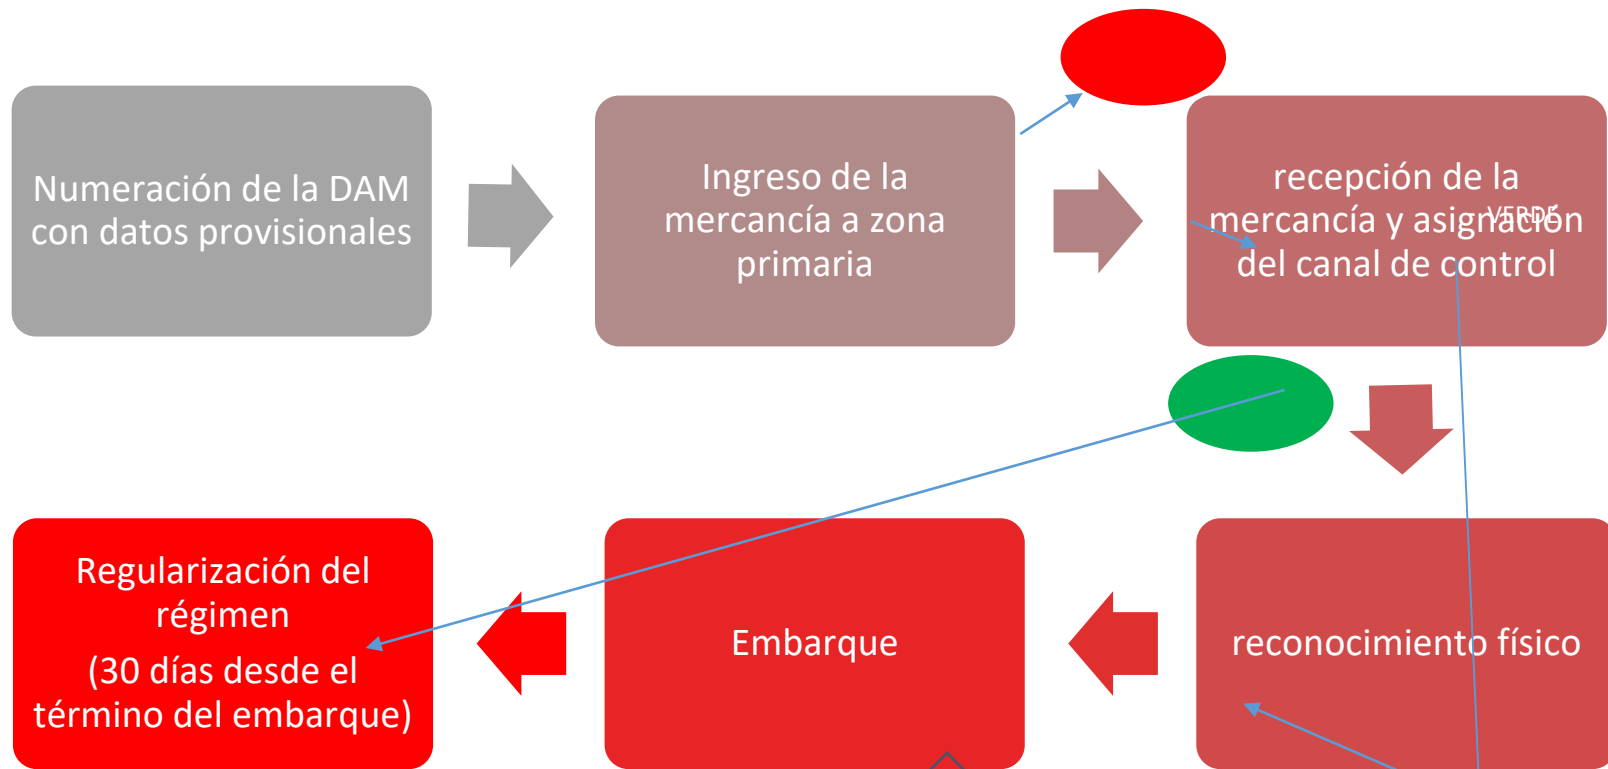 Numeración de la DAM
con datos provisionales
Ingreso de la
mercancía a zona
primaria
recepción de la
mercancía y asignación
del canal de control
VERDE
Regularización del
régimen
(30 días desde el
término del embarque)
Embarque
reconocimiento físico